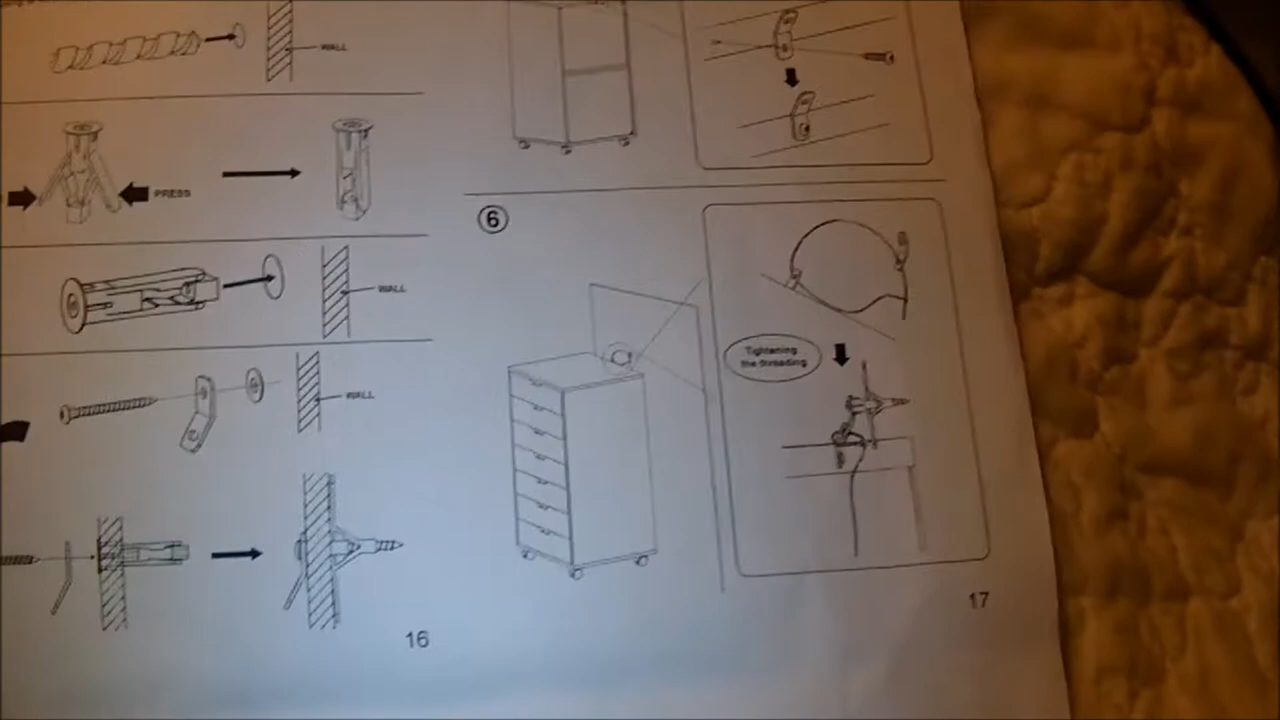 WALL
PRESS
WALL
WALL
16
6
Tightening
the threading
17